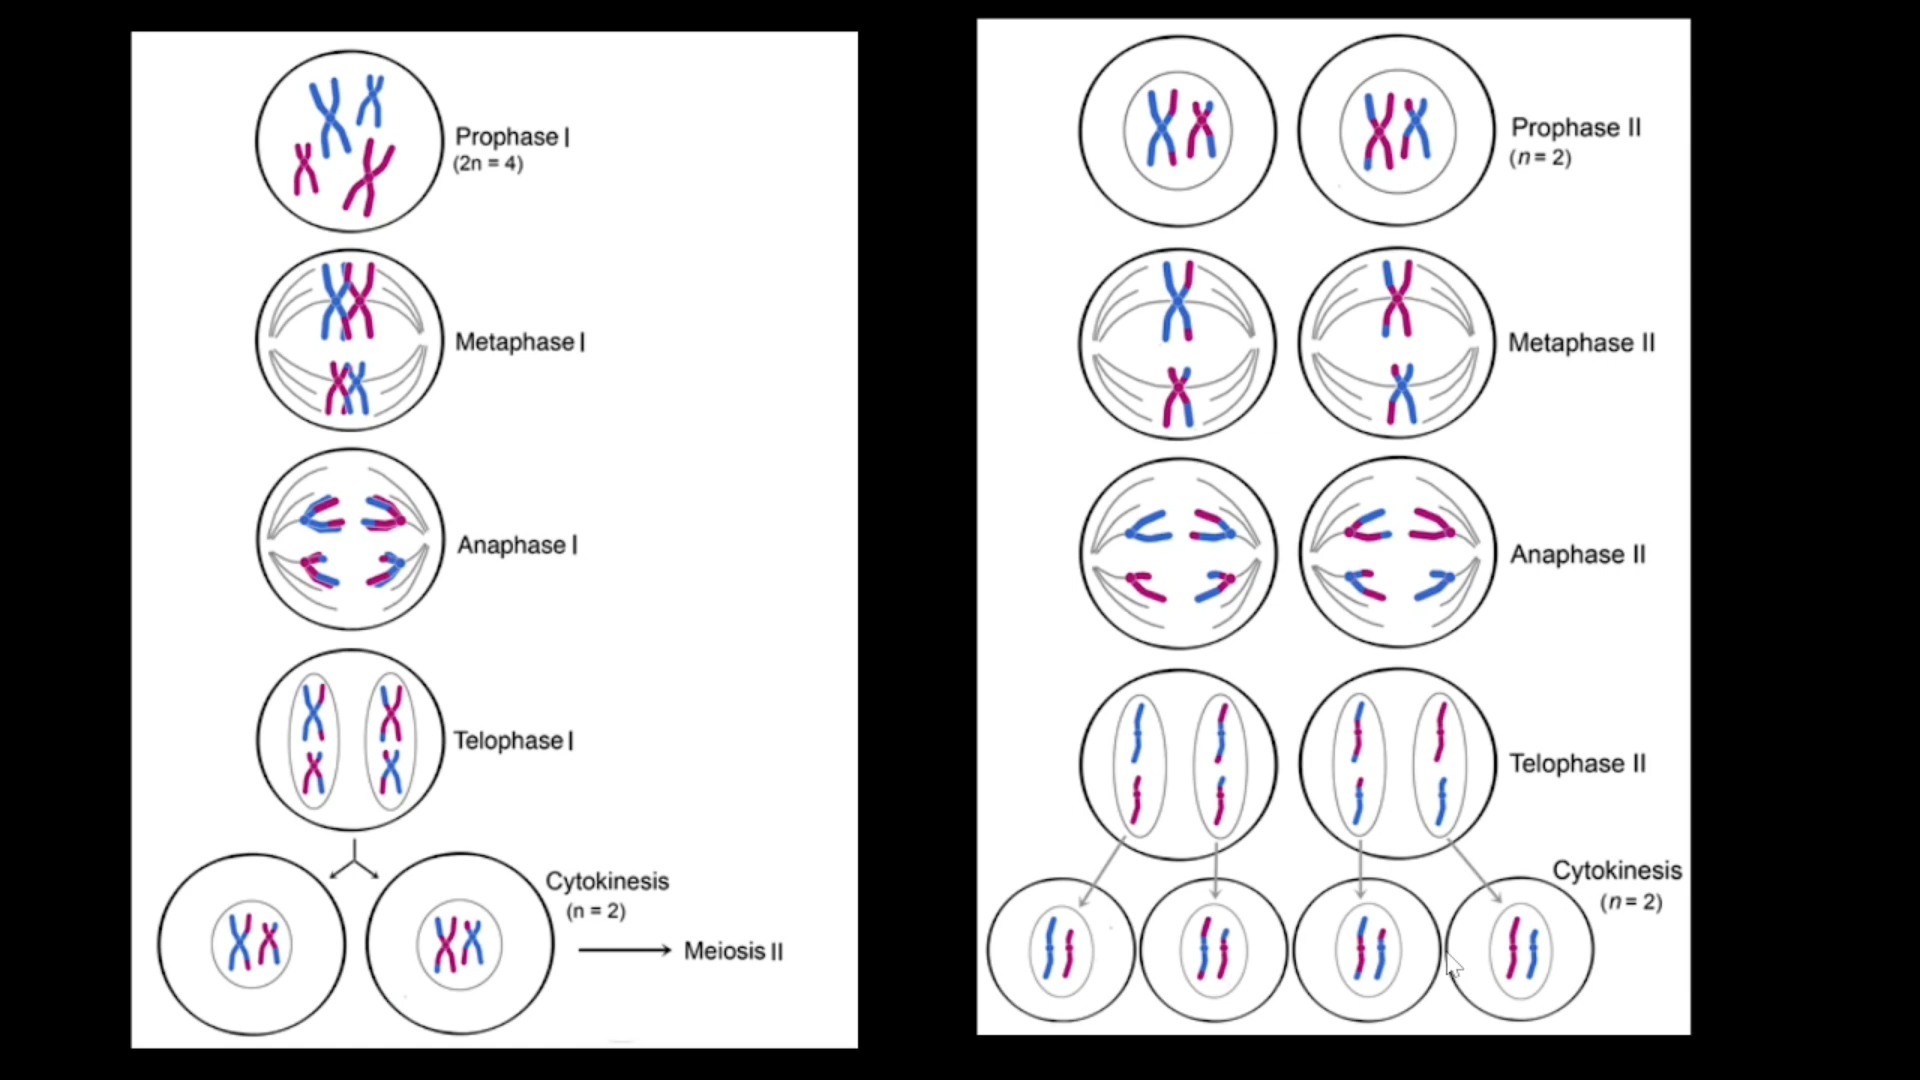 Prophase I
(2n = 4)
Metaphase I
Anaphase I
Telophase I
Cytokinesis
(n = 2)
Meiosis II
Prophase II
(n = 2)
Metaphase II
Anaphase II
Telophase II
Cytokinesis
(n = 2)